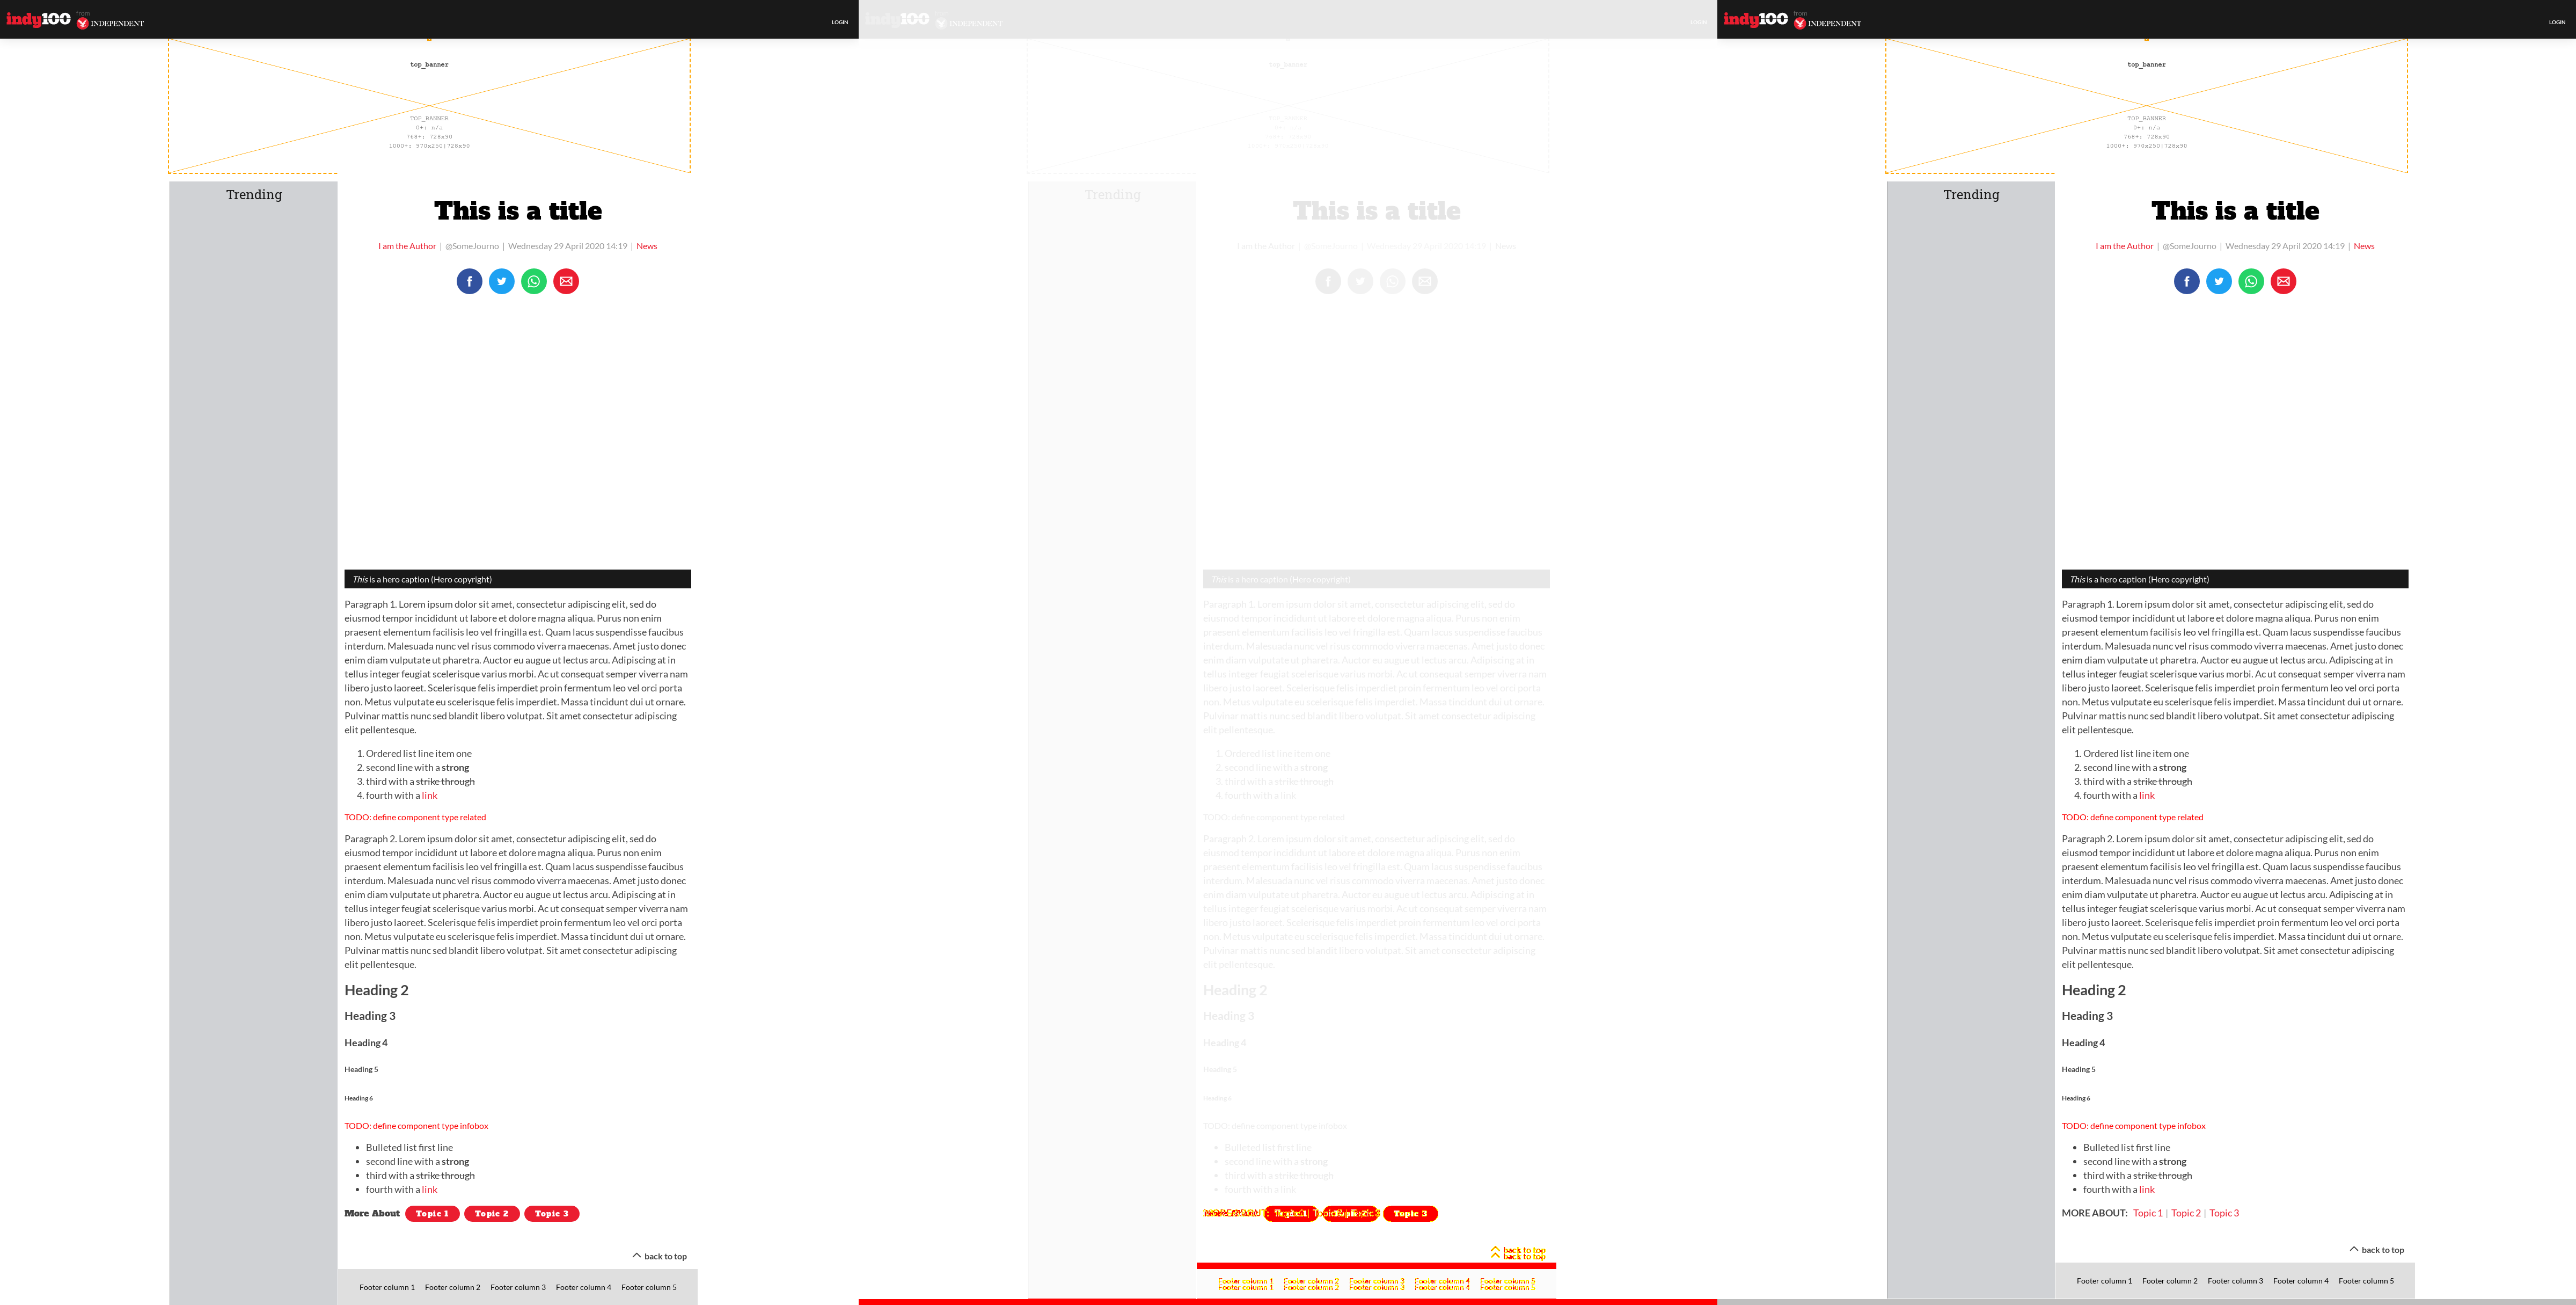 indy100 from INDEPENDENT
LOGIN
top_banner
TOP_BANNER
0+: n/a
768+: 728x90
1000+: 970x250|728x90
Trending
This is a title
I am the Author | @SomeJourno | Wednesday 29 April 2020 14:19 | News
This is a hero caption (Hero copyright)
Paragraph 1. Lorem ipsum dolor sit amet, consectetur adipiscing elit, sed do
eiusmod tempor incididunt ut labore et dolore magna aliqua. Purus non enim
praesent elementum facilisis leo vel fringilla est. Quam lacus suspendisse faucibus
interdum. Malesuada nunc vel risus commodo viverra maecenas. Amet justo donec
enim diam vulputate ut pharetra. Auctor eu augue ut lectus arcu. Adipiscing at in
tellus integer feugiat scelerisque varius morbi. Ac ut consequat semper viverra nam
libero justo laoreet. Scelerisque felis imperdiet proin fermentum leo vel orci porta
non. Metus vulputate eu scelerisque felis imperdiet. Massa tincidunt dui ut ornare.
Pulvinar mattis nunc sed blandit libero volutpat. Sit amet consectetur adipiscing
elit pellentesque.
1. Ordered list line item one
2. second line with a strong
3. third with a strike through
4. fourth with a link
TODO: define component type related
Paragraph 2. Lorem ipsum dolor sit amet, consectetur adipiscing elit, sed do
eiusmod tempor incididunt ut labore et dolore magna aliqua. Purus non enim
praesent elementum facilisis leo vel fringilla est. Quam lacus suspendisse faucibus
interdum. Malesuada nunc vel risus commodo viverra maecenas. Amet justo donec
enim diam vulputate ut pharetra. Auctor eu augue ut lectus arcu. Adipiscing at in
tellus integer feugiat scelerisque varius morbi. Ac ut consequat semper viverra nam
libero justo laoreet. Scelerisque felis imperdiet proin fermentum leo vel orci porta
non. Metus vulputate eu scelerisque felis imperdiet. Massa tincidunt dui ut ornare.
Pulvinar mattis nunc sed blandit libero volutpat. Sit amet consectetur adipiscing
elit pellentesque.
Heading 2
Heading 3
Heading 4
Heading 5
Heading 6
TODO: define component type infobox
• Bulleted list first line
• second line with a strong
• third with a strike through
• fourth with a link
More About Topic 1 Topic 2 Topic 3
back to top
Footer column 1 Footer column 2 Footer column 3 Footer column 4 Footer column 5
indy100 INDEPENDENT
LOGIN
top_banner
Trending
This is a title
I am the Author | @SomeJourno | Wednesday 29 April 2020 14:19 | News
This is a hero caption (Hero copyright)
Paragraph 1. Lorem ipsum dolor sit amet, consectetur adipiscing elit, sed do
eiusmod tempor incididunt ut labore et dolore magna aliqua. Purus non enim
praesent elementum facilisis leo vel fringilla est. Quam lacus suspendisse faucibus
interdum. Malesuada nunc vel risus commodo viverra maecenas. Amet justo donec
enim diam vulputate ut pharetra. Auctor eu augue ut lectus arcu. Adipiscing at in
tellus integer feugiat scelerisque varius morbi. Ac ut consequat semper viverra nam
libero justo laoreet. Scelerisque felis imperdiet proin fermentum leo vel orci porta
non. Metus vulputate eu scelerisque felis imperdiet. Massa tincidunt dui ut ornare.
Pulvinar mattis nunc sed blandit libero volutpat. Sit amet consectetur adipiscing
elit pellentesque.
1. Ordered list line item one
2. second line with a strong
3. third with a strike through
4. fourth with a link
TODO: define component type related
Paragraph 2. Lorem ipsum dolor sit amet, consectetur adipiscing elit, sed do
eiusmod tempor incididunt ut labore et dolore magna aliqua. Purus non enim
praesent elementum facilisis leo vel fringilla est. Quam lacus suspendisse faucibus
interdum. Malesuada nunc vel risus commodo viverra maecenas. Amet justo donec
enim diam vulputate ut pharetra. Auctor eu augue ut lectus arcu. Adipiscing at in
tellus integer feugiat scelerisque varius morbi. Ac ut consequat semper viverra nam
libero justo laoreet. Scelerisque felis imperdiet proin fermentum leo vel orci porta
non. Metus vulputate eu scelerisque felis imperdiet. Massa tincidunt dui ut ornare.
Pulvinar mattis nunc sed blandit libero volutpat. Sit amet consectetur adipiscing
elit pellentesque.
Heading 2
Heading 3
Heading 4
Heading 5
Heading 6
TODO: define component type infobox
• Bulleted list first line
• second line with a strong
• third with a strike through
• fourth with a link
Topic 1 Topic 3
back to top
back to top
Footer column 1 Footer column 2 Footer column 3 Footer column 4 Footer column 5
Footer column 1 Footer column 2 Footer column 3 Footer column 4 Footer column 5
indy100 from INDEPENDENT
LOGIN
top_banner
TOP_BANNER
0+: n/a
768+: 728x90
1000+: 970x250|728x90
Trending
This is a title
I am the Author | @SomeJourno | Wednesday 29 April 2020 14:19 | News
This is a hero caption (Hero copyright)
Paragraph 1. Lorem ipsum dolor sit amet, consectetur adipiscing elit, sed do
eiusmod tempor incididunt ut labore et dolore magna aliqua. Purus non enim
praesent elementum facilisis leo vel fringilla est. Quam lacus suspendisse faucibus
interdum. Malesuada nunc vel risus commodo viverra maecenas. Amet justo donec
enim diam vulputate ut pharetra. Auctor eu augue ut lectus arcu. Adipiscing at in
tellus integer feugiat scelerisque varius morbi. Ac ut consequat semper viverra nam
libero justo laoreet. Scelerisque felis imperdiet proin fermentum leo vel orci porta
non. Metus vulputate eu scelerisque felis imperdiet. Massa tincidunt dui ut ornare.
Pulvinar mattis nunc sed blandit libero volutpat. Sit amet consectetur adipiscing
elit pellentesque.
1. Ordered list line item one
2. second line with a strong
3. third with a strike through
4. fourth with a link
TODO: define component type related
Paragraph 2. Lorem ipsum dolor sit amet, consectetur adipiscing elit, sed do
eiusmod tempor incididunt ut labore et dolore magna aliqua. Purus non enim
praesent elementum facilisis leo vel fringilla est. Quam lacus suspendisse faucibus
interdum. Malesuada nunc vel risus commodo viverra maecenas. Amet justo donec
enim diam vulputate ut pharetra. Auctor eu augue ut lectus arcu. Adipiscing at in
tellus integer feugiat scelerisque varius morbi. Ac ut consequat semper viverra nam
libero justo laoreet. Scelerisque felis imperdiet proin fermentum leo vel orci porta
non. Metus vulputate eu scelerisque felis imperdiet. Massa tincidunt dui ut ornare.
Pulvinar mattis nunc sed blandit libero volutpat. Sit amet consectetur adipiscing
elit pellentesque.
Heading 2
Heading 3
Heading 4
Heading 5
Heading 6
TODO: define component type infobox
• Bulleted list first line
• second line with a strong
• third with a strike through
• fourth with a link
MORE ABOUT: Topic 1 | Topic 2 | Topic 3
back to top
Footer column 1 Footer column 2 Footer column 3 Footer column 4 Footer column 5